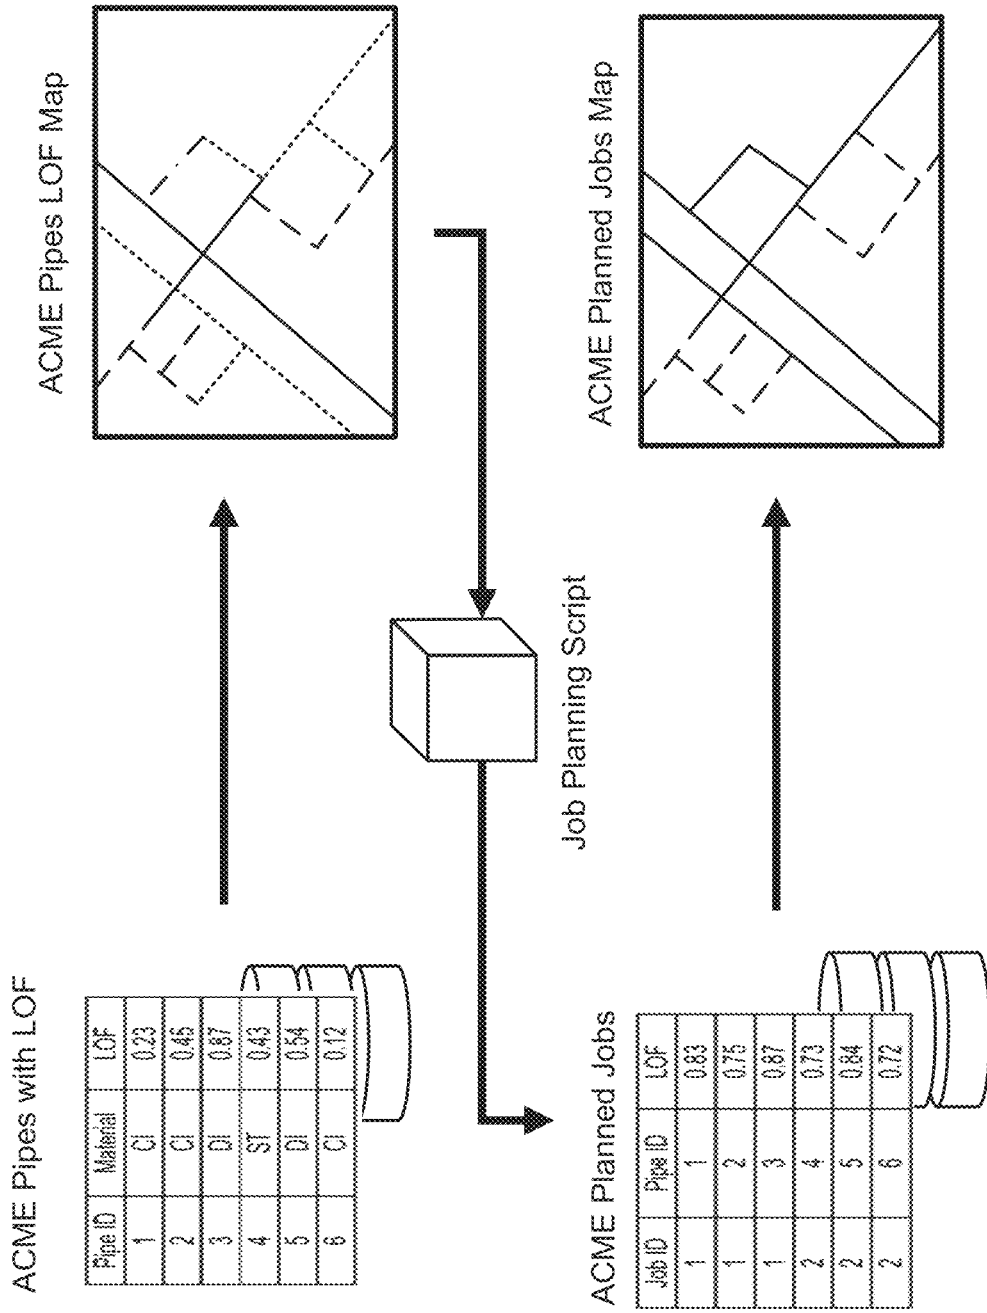 ACME Pipes with LOF
Pipe ID Material LOF
1 CI 0.23
2 CI 0.45
3 DI 0.87
4 ST 0.43
5 DI 0.54
6 CI 0.12
ACME Pipes LOF Map
Job Planning Script
ACME Planned Jobs
Job ID Pipe ID LOF
1 1 0.83
1 2 0.75
1 3 0.87
2 4 0.73
2 5 0.84
2 6 0.72
ACME Planned Jobs Map